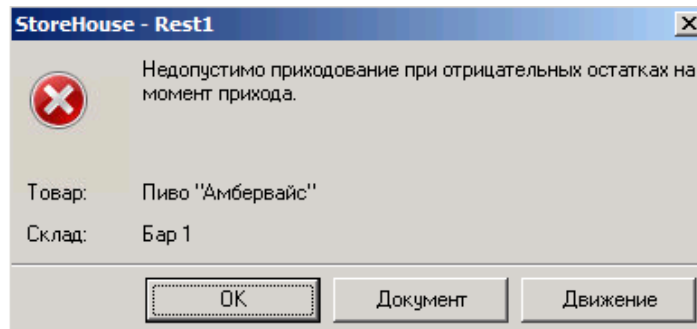 StoreHouse - Rest1
Недопустимо приходование при отрицательных остатках на
момент прихода.
Товар: Пиво "Амбервайс"
Склад: Бар 1
OK Документ Движение